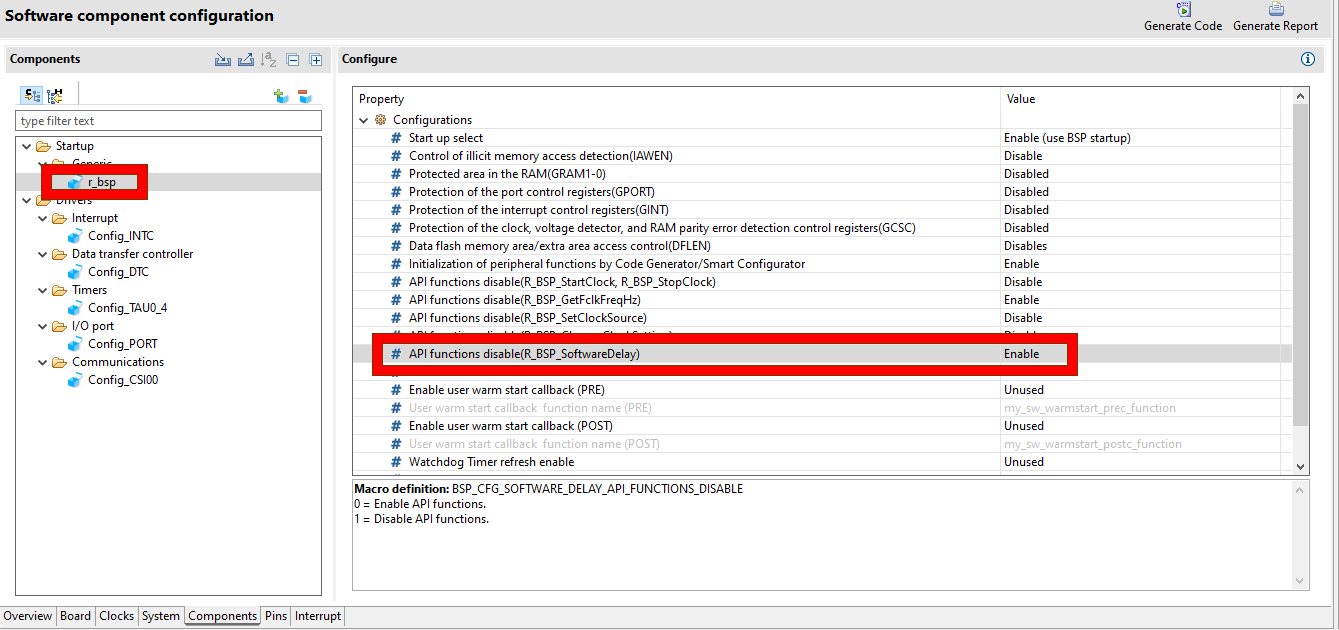 Software component configuration
Generate Code Generate Report
Components
Configure
type filter text
Startup
Generic
r_bsp
Drivers
Interrupt
Config_INTC
Data transfer controller
Config_DTC
Timers
Config_TAU0_4
I/O port
Config_PORT
Communications
Config_CSI00
Property Value
Configurations
# Start up select Enable (use BSP startup)
# Control of illicit memory access detection(IAWEN) Disable
# Protected area in the RAM(GRAM1-0) Disabled
# Protection of the port control registers(GPORT) Disabled
# Protection of the interrupt control registers(GINT) Disabled
# Protection of the clock, voltage detector, and RAM parity error detection control registers(GCSC) Disabled
# Data flash memory area/extra area access control(DFLEN) Disables
# Initialization of peripheral functions by Code Generator/Smart Configurator Enable
# API functions disable(R_BSP_StartClock, R_BSP_StopClock) Disable
# API functions disable(R_BSP_GetFclkFreqHz) Enable
# API functions disable(R_BSP_SetClockSource) Disable
# API functions disable(R_BSP_SoftwareDelay) Enable
# Enable user warm start callback (PRE) Unused
# User warm start callback function name (PRE) my_sw_warmstart_prec_function
# Enable user warm start callback (POST) Unused
# User warm start callback function name (POST) my_sw_warmstart_postc_function
# Watchdog Timer refresh enable Unused
Macro definition: BSP_CFG_SOFTWARE_DELAY_API_FUNCTIONS_DISABLE
0 = Enable API functions.
1 = Disable API functions.
Overview Board Clocks System Components Pins Interrupt